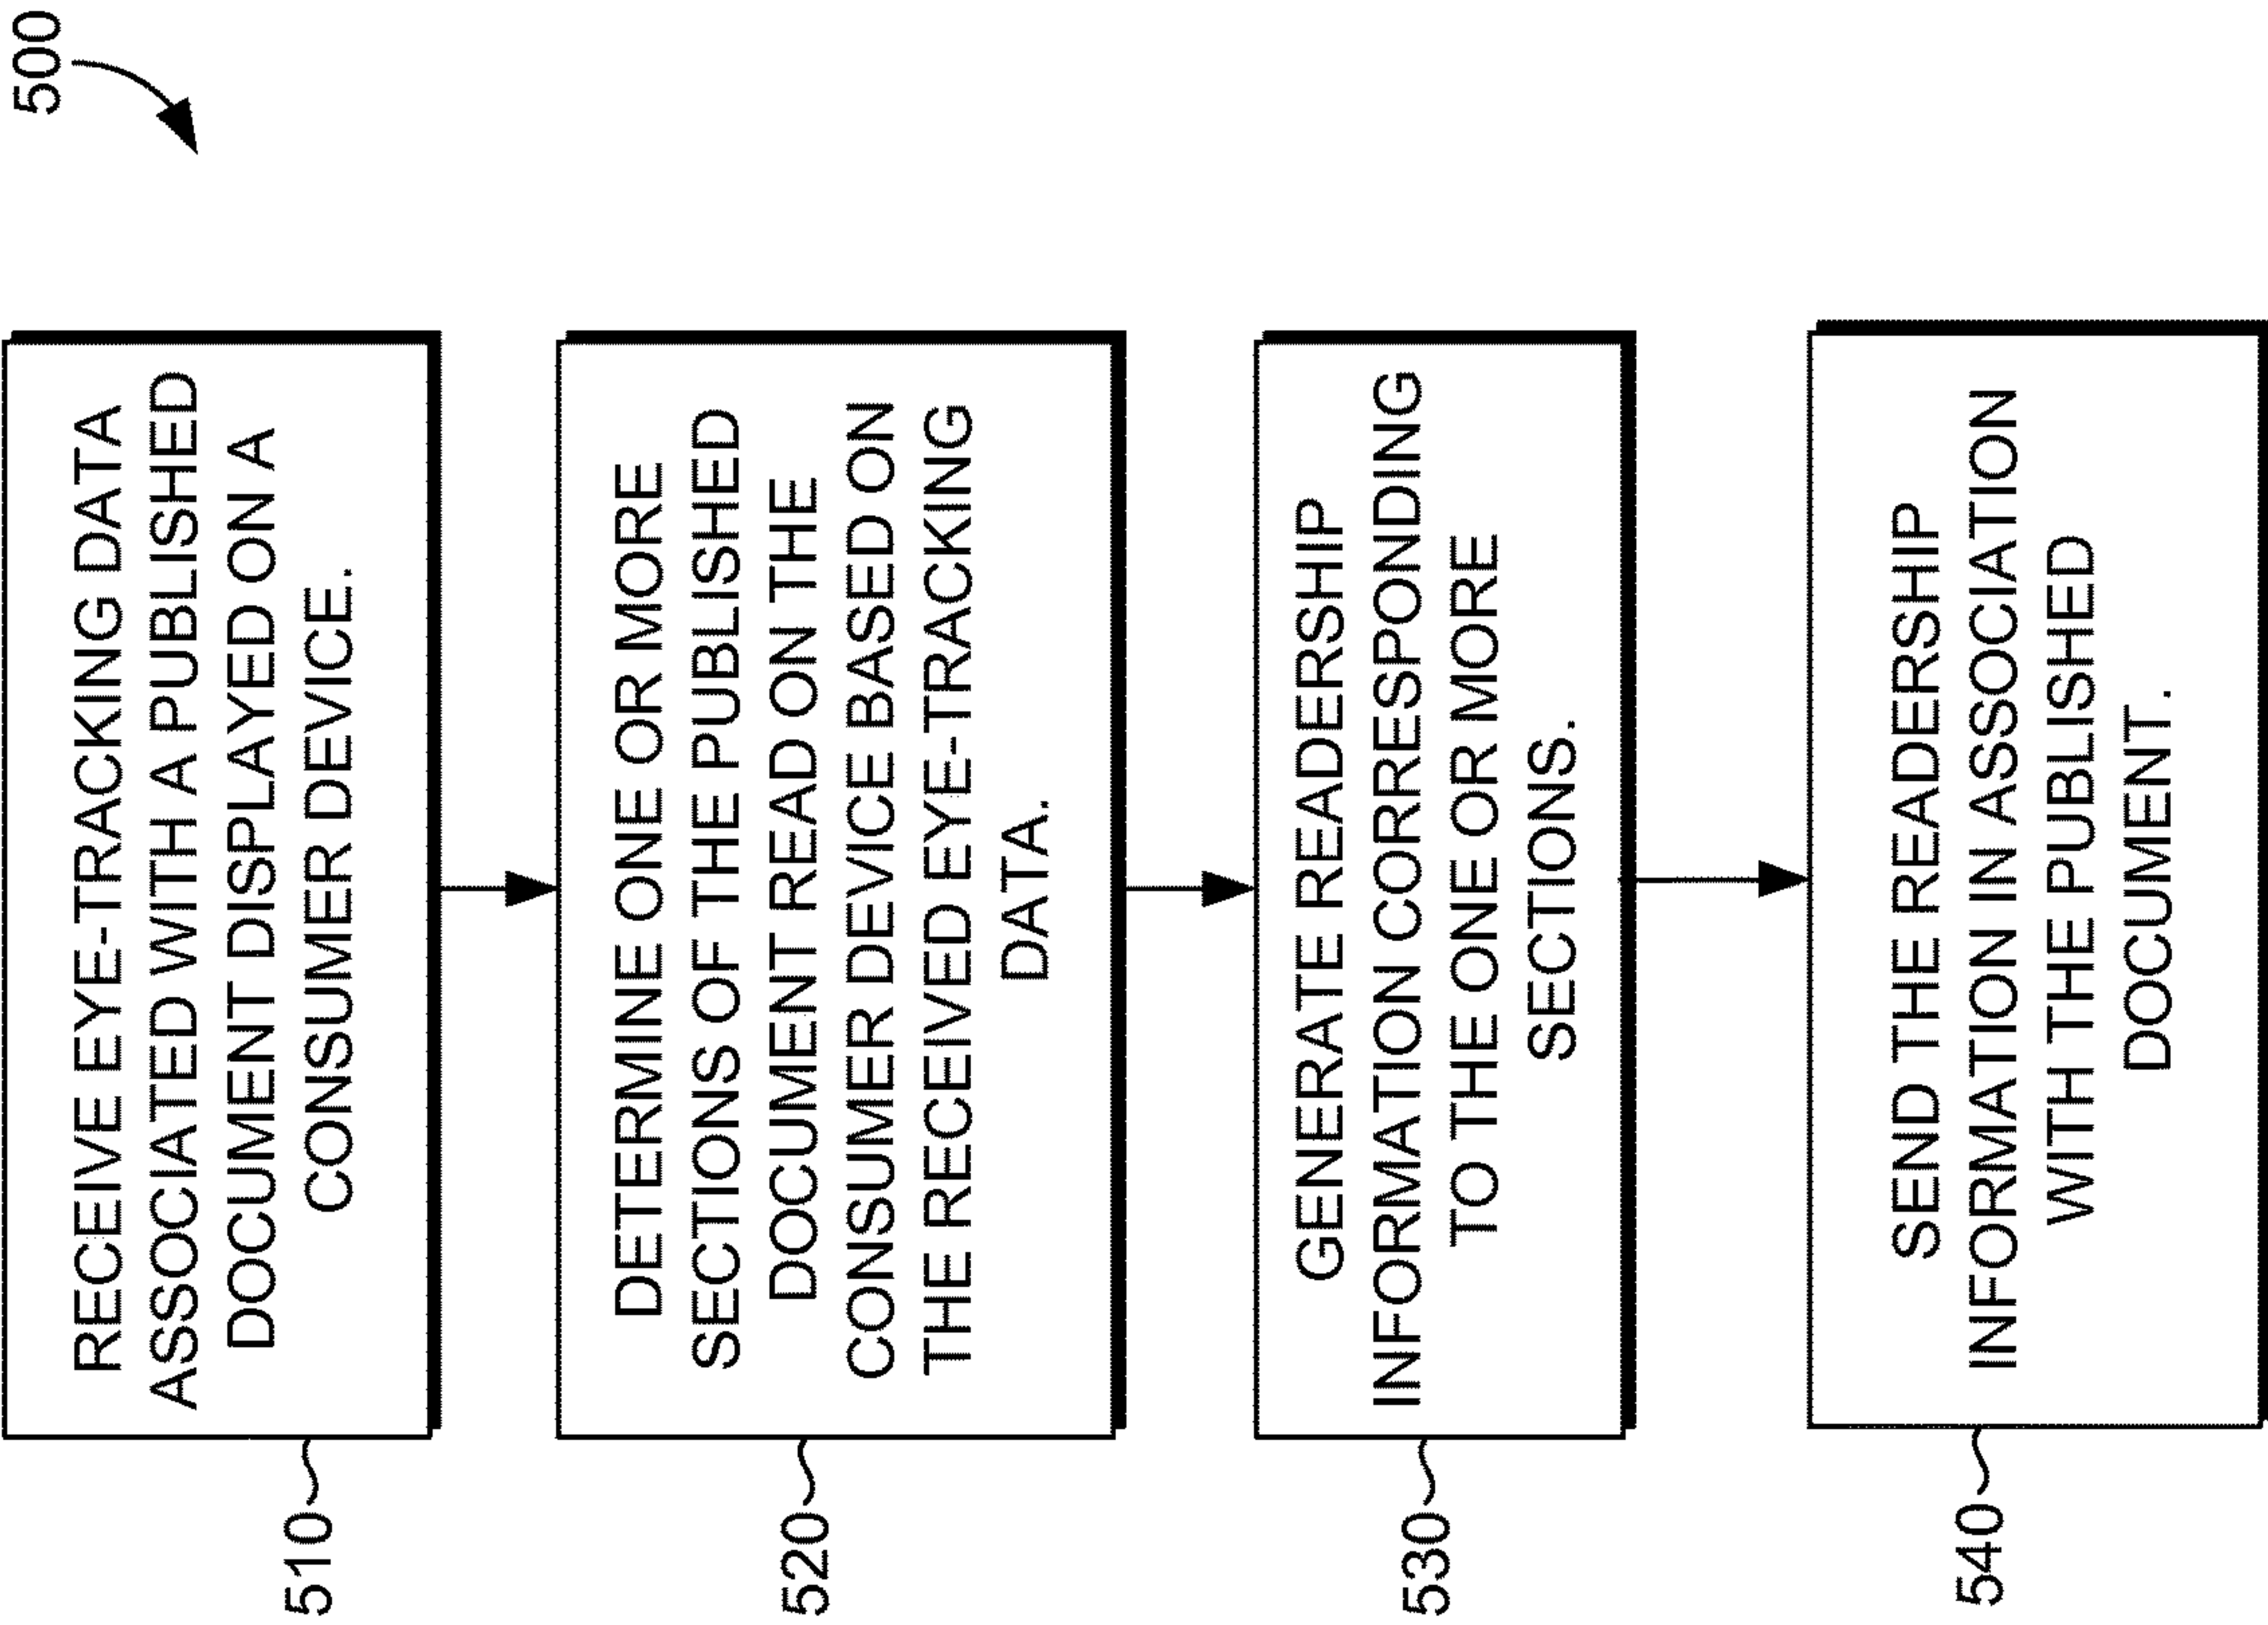 500
510
RECEIVE EYE-TRACKING DATA
ASSOCIATED WITH A PUBLISHED
DOCUMENT DISPLAYED ON A
CONSUMER DEVICE.
520
DETERMINE ONE OR MORE
SECTIONS OF THE PUBLISHED
DOCUMENT READ ON THE
CONSUMER DEVICE BASED ON
THE RECEIVED EYE-TRACKING
DATA.
530
GENERATE READERSHIP
INFORMATION CORRESPONDING
TO THE ONE OR MORE
SECTIONS.
540
SEND THE READERSHIP
INFORMATION IN ASSOCIATION
WITH THE PUBLISHED
DOCUMENT.